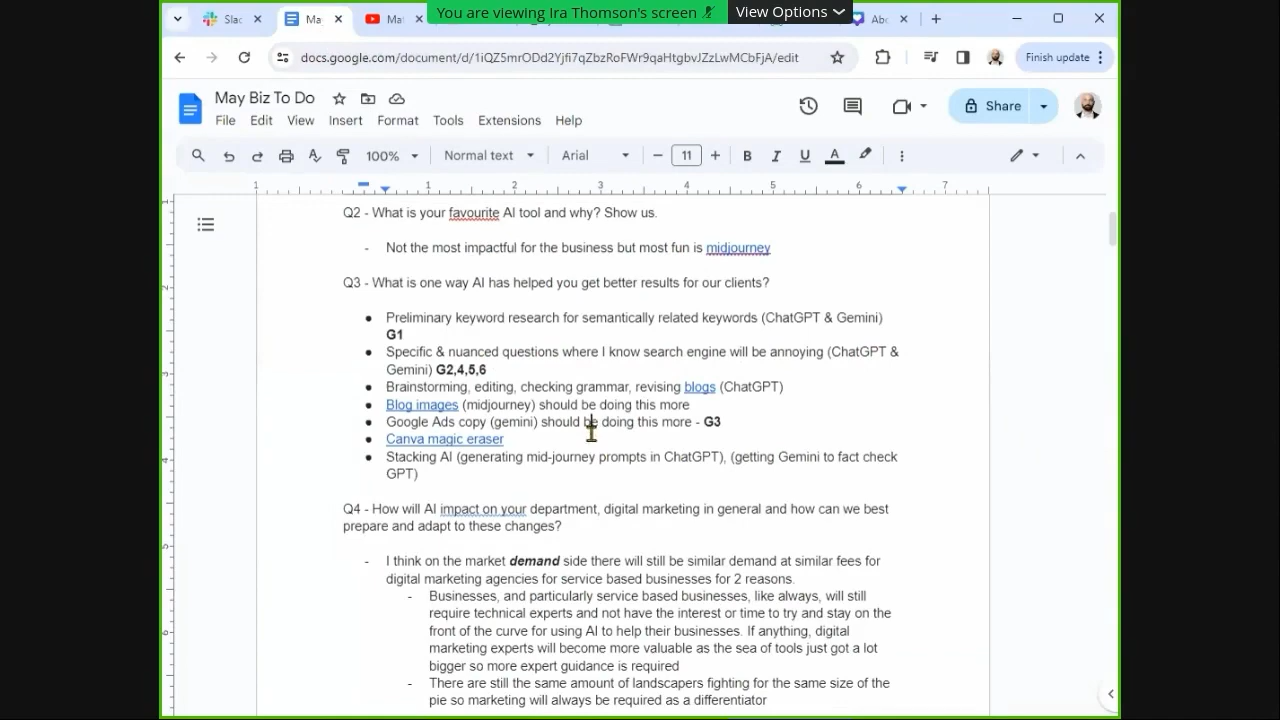 You are viewing Ira Thomson's screen
View Options
Slac
May
Mai
Abc
docs.google.com/document/d/1iQZ5mrODd2Yjfi7qZbzRoFWr9qaHtgbvJZzLwMCbFjA/edit
Finish update
May Biz To Do
File Edit View Insert Format Tools Extensions Help
Share
100% Normal text Arial 11 B I U A
1 1 2 3 4 5 6 7
Q2 - What is your favourite AI tool and why? Show us.
- Not the most impactful for the business but most fun is midjourney
Q3 - What is one way AI has helped you get better results for our clients?
● Preliminary keyword research for semantically related keywords (ChatGPT & Gemini)
G1
● Specific & nuanced questions where I know search engine will be annoying (ChatGPT &
Gemini) G2,4,5,6
● Brainstorming, editing, checking grammar, revising blogs (ChatGPT)
● Blog images (midjourney) should be doing this more
● Google Ads copy (gemini) should be doing this more - G3
● Canva magic eraser
● Stacking AI (generating mid-journey prompts in ChatGPT), (getting Gemini to fact check
GPT)
Q4 - How will AI impact on your department, digital marketing in general and how can we best
prepare and adapt to these changes?
- I think on the market demand side there will still be similar demand at similar fees for
digital marketing agencies for service based businesses for 2 reasons.
- Businesses, and particularly service based businesses, like always, will still
require technical experts and not have the interest or time to try and stay on the
front of the curve for using AI to help their businesses. If anything, digital
marketing experts will become more valuable as the sea of tools just got a lot
bigger so more expert guidance is required
- There are still the same amount of landscapers fighting for the same size of the
pie so marketing will always be required as a differentiator